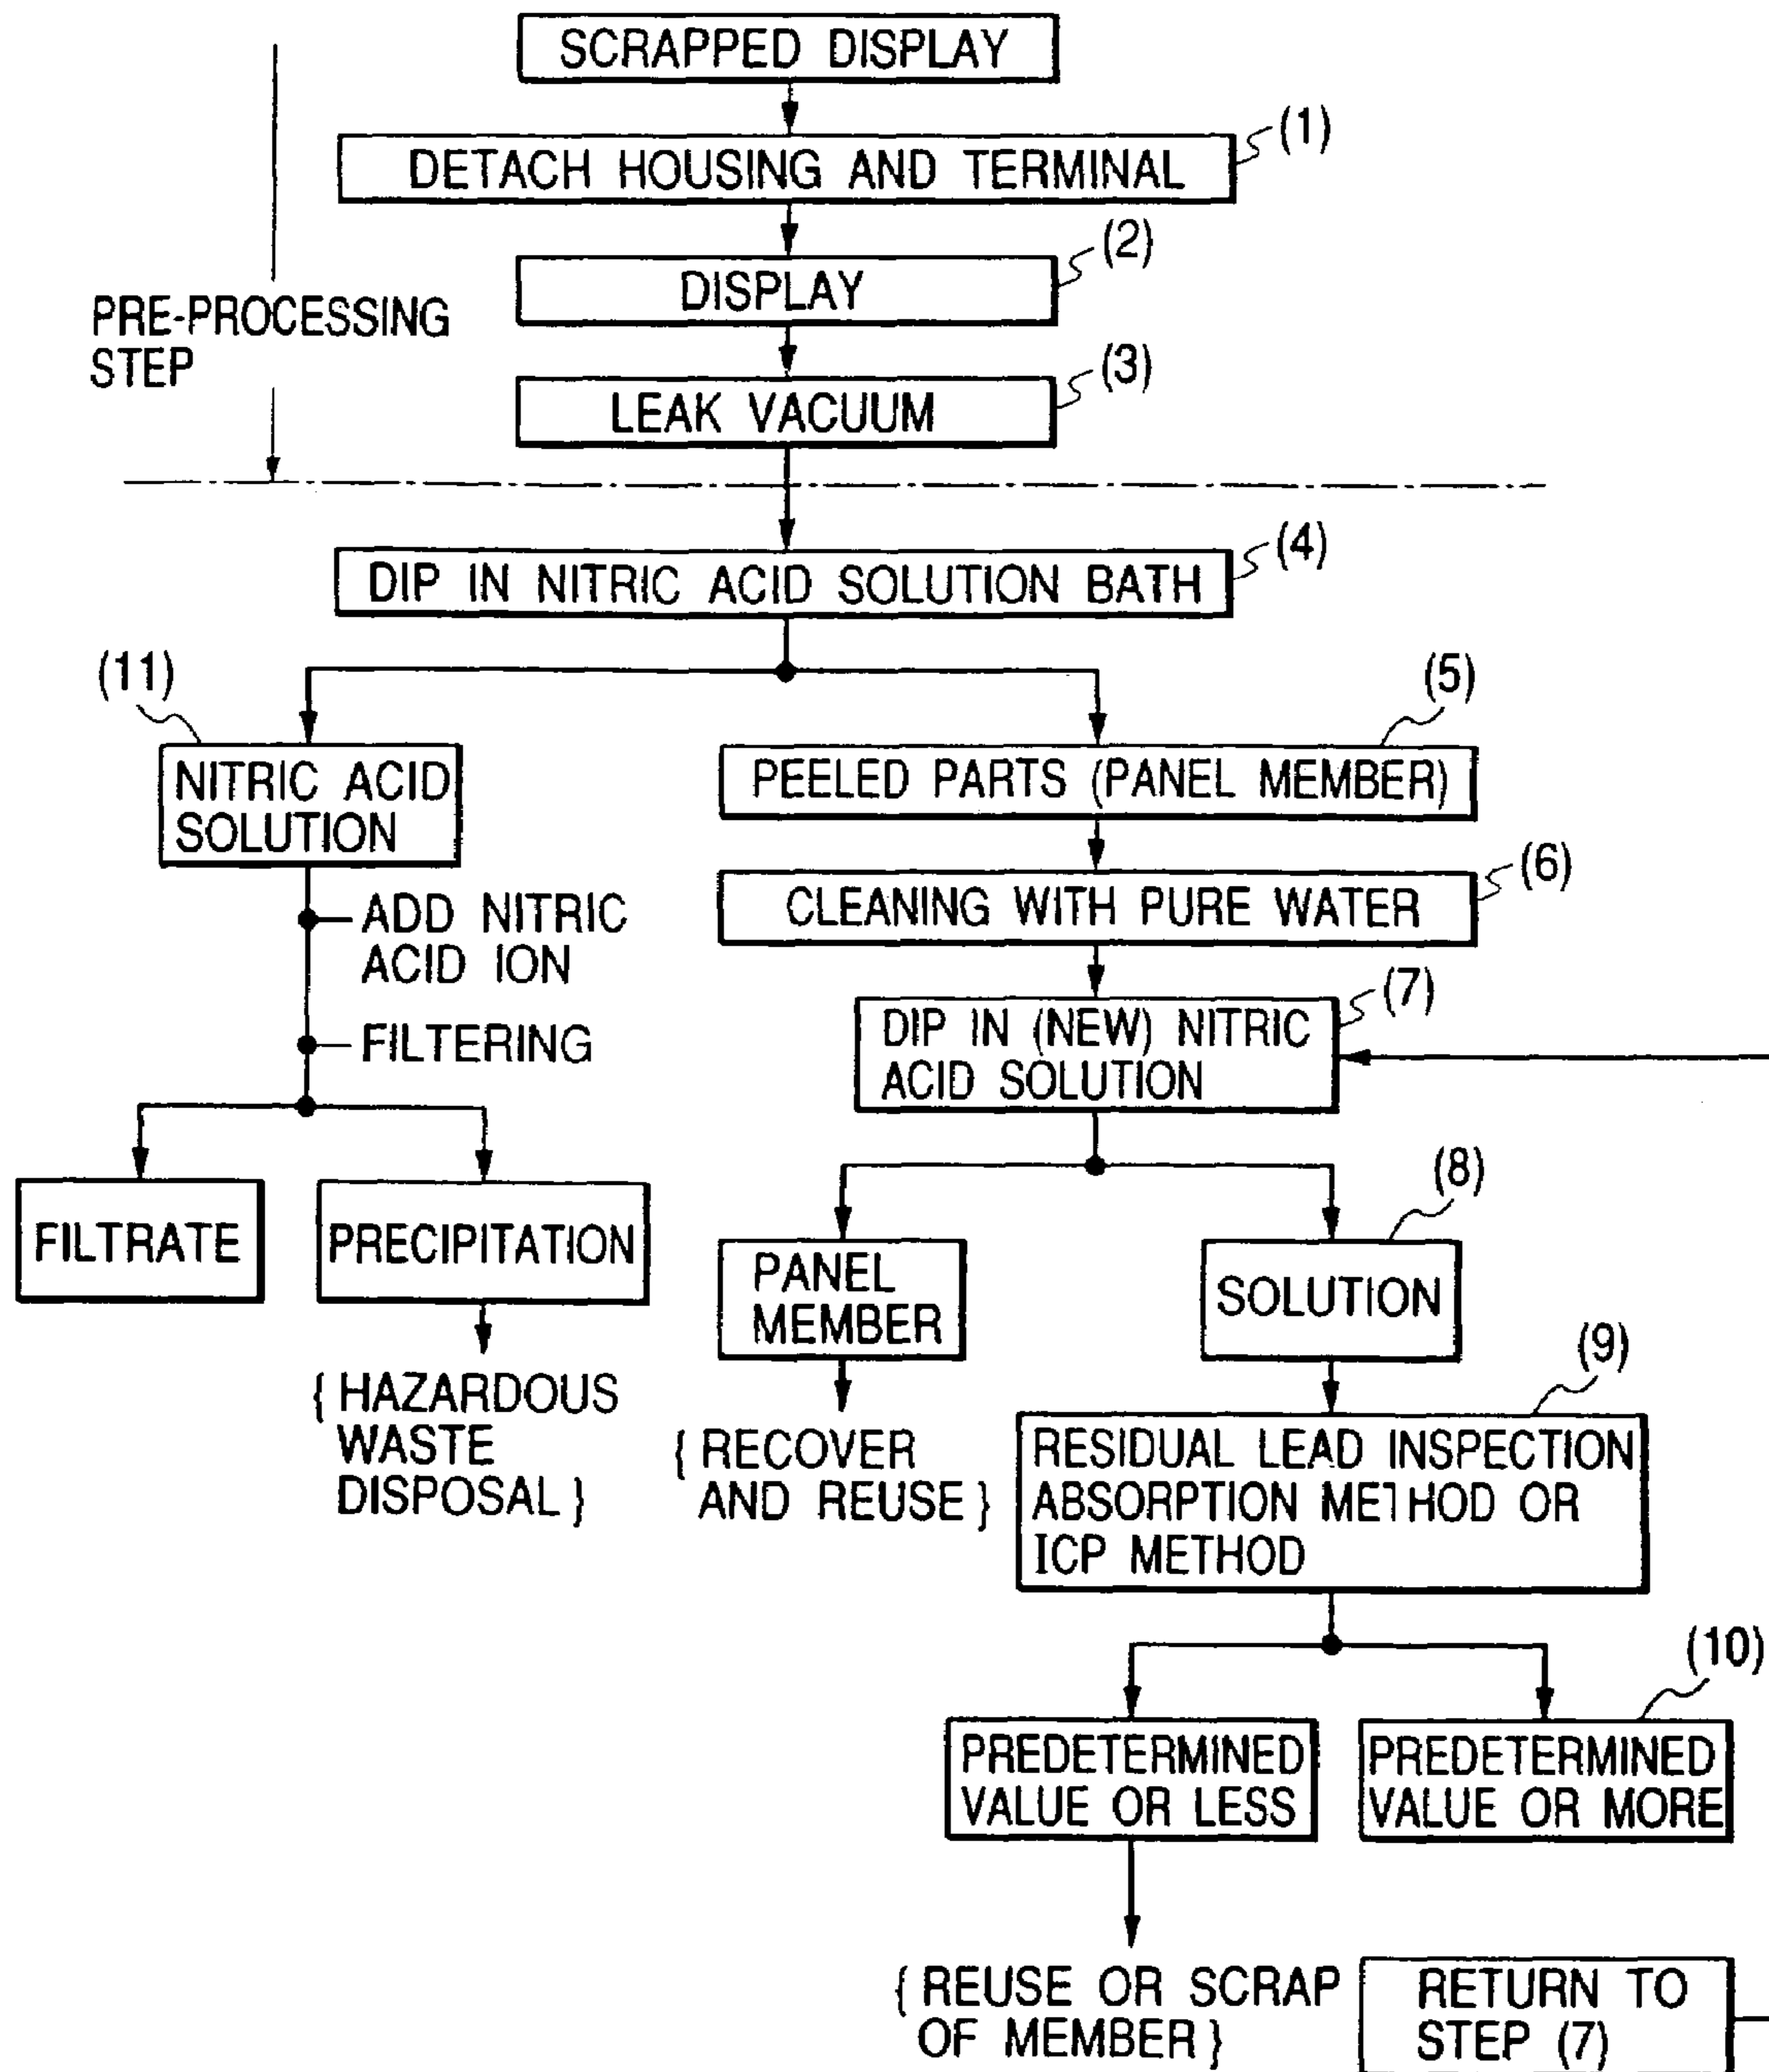 SCRAPPED DISPLAY
(1)
DETACH HOUSING AND TERMINAL
(2)
DISPLAY
PRE-PROCESSING
STEP
(3)
LEAK VACUUM
(4)
DIP IN NITRIC ACID SOLUTION BATH
(11)
NITRIC ACID
SOLUTION
ADD NITRIC
ACID ION
FILTERING
FILTRATE
PRECIPITATION
{ HAZARDOUS
WASTE
DISPOSAL }
(5)
PEELED PARTS (PANEL MEMBER)
(6)
CLEANING WITH PURE WATER
(7)
DIP IN (NEW) NITRIC
ACID SOLUTION
PANEL
MEMBER
{ RECOVER
AND REUSE }
(8)
SOLUTION
(9)
RESIDUAL LEAD INSPECTION
ABSORPTION METHOD OR
ICP METHOD
PREDETERMINED
VALUE OR LESS
{ REUSE OR SCRAP
OF MEMBER }
(10)
PREDETERMINED
VALUE OR MORE
RETURN TO
STEP (7)